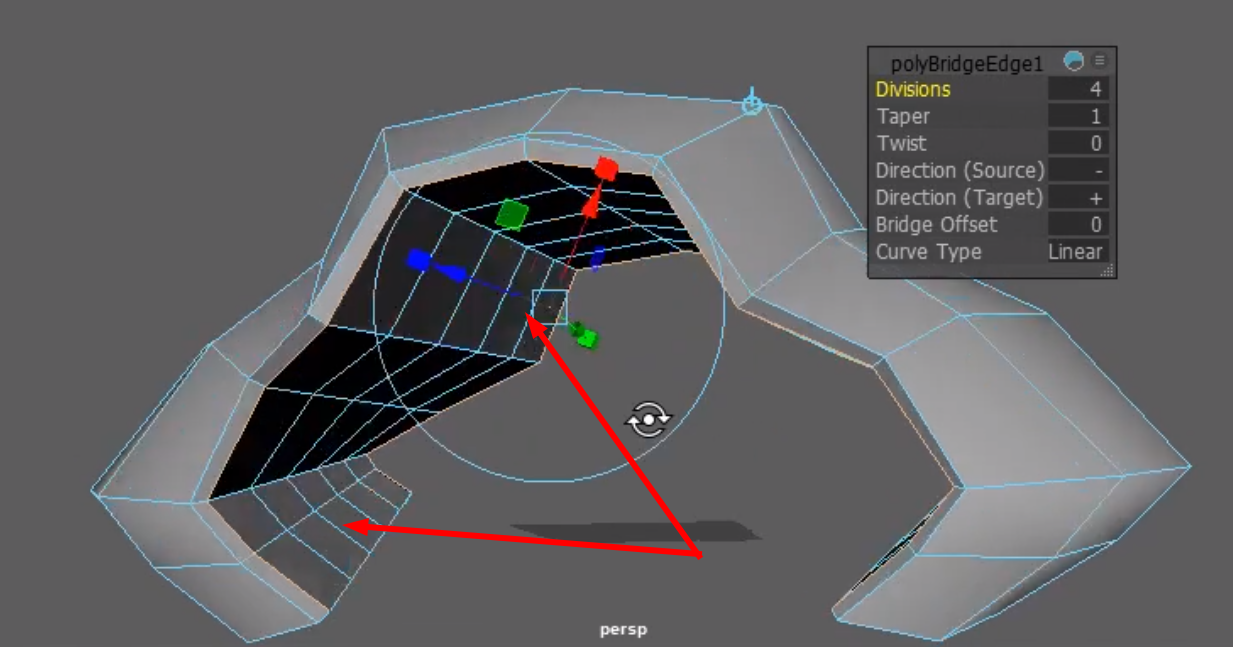 polyBridgeEdge1
Divisions 4
Taper 1
Twist 0
Direction (Source) -
Direction (Target) +
Bridge Offset 0
Curve Type Linear
persp